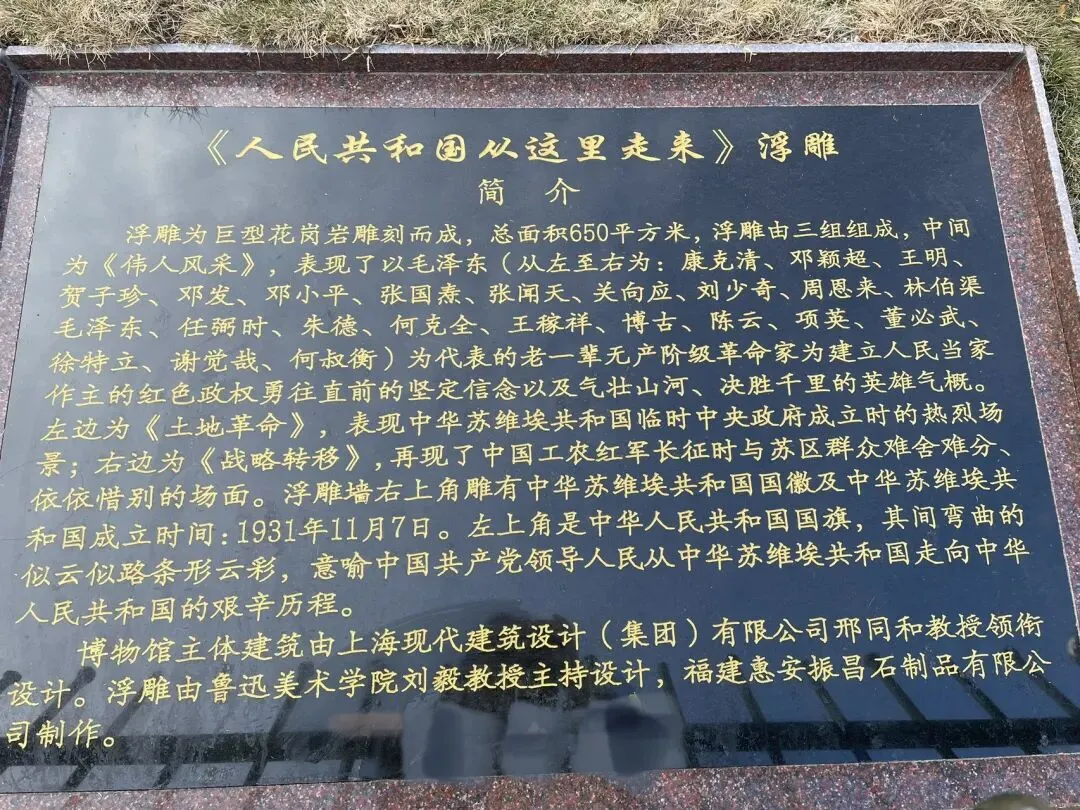 《人民共和国从这里走来》浮雕
简 介
浮雕为巨型花岗岩雕刻而成，总面积650平方米，浮雕由三组组成，中间
为《伟人风采》，表现了以毛泽东（从左至右为：康克清、邓颖超、王明、
贺子珍、邓发、邓小平、张国焘、张闻天、关向应、刘少奇、周恩来、林伯渠
毛泽东、任弼时、朱德、何克全、王稼祥、博古、陈云、项英、董必武、
徐特立、谢觉哉、何叔衡）为代表的老一辈无产阶级革命家为建立人民当家
作主的红色政权勇往直前的坚定信念以及气壮山河、决胜千里的英雄气概。
左边为《土地革命》，表现中华苏维埃共和国临时中央政府成立时的热烈场
景；右边为《战略转移》，再现了中国工农红军长征时与苏区群众难舍难分、
依依惜别的场面。浮雕墙右上角雕有中华苏维埃共和国国徽及中华苏维埃共
和国成立时间：1931年11月7日。左上角是中华人民共和国国旗，其间弯曲的
似云似路条形云彩，意喻中国共产党领导人民从中华苏维埃共和国走向中华
人民共和国的艰辛历程。
博物馆主体建筑由上海现代建筑设计（集团）有限公司邢同和教授领衔
设计。浮雕由鲁迅美术学院刘毅教授主持设计，福建惠安振昌石制品有限公
司制作。